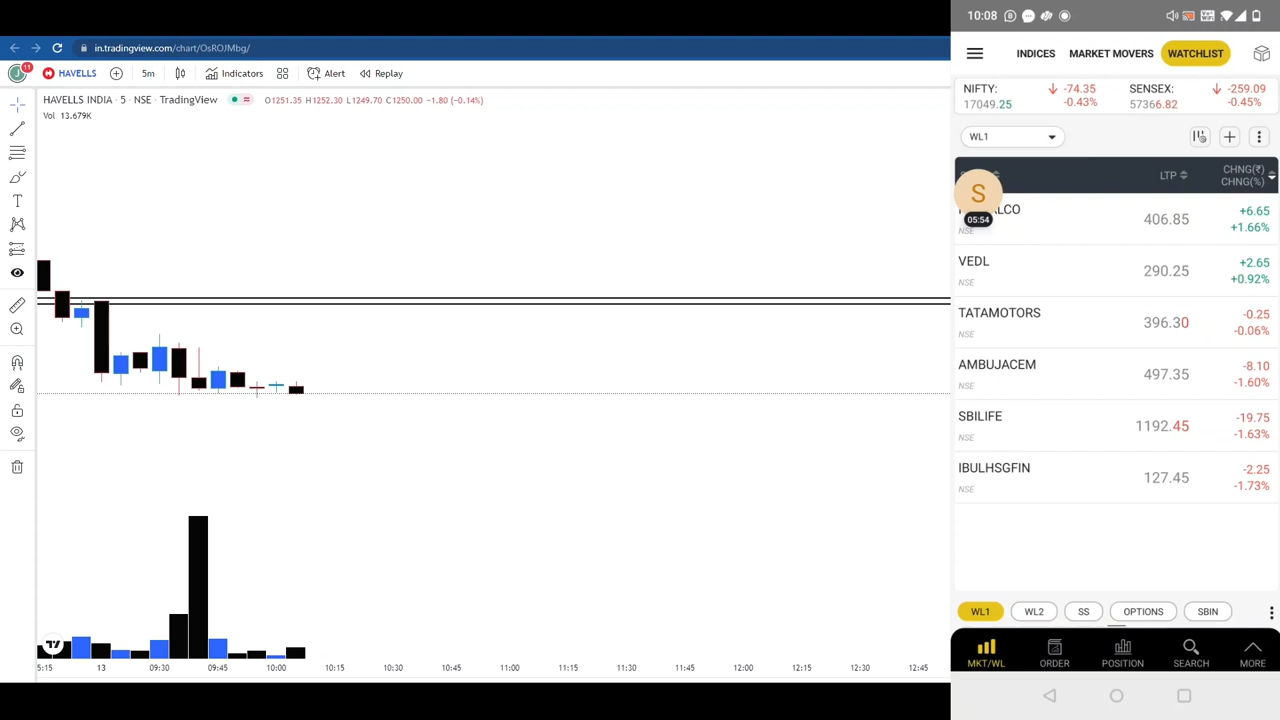 in.tradingview.com/chart/OsROJMbg/
11
HAVELLS
5m
Indicators
Alert
Replay
HAVELLS INDIA · 5 · NSE · TradingView
O1251.35 H1252.30 L1249.70 C1250.00 −1.80 (−0.14%)
Vol 13.679K
5:15 13 09:30 09:45 10:00 10:15 10:30 10:45 11:00 11:15 11:30 11:45 12:00 12:15 12:30 12:45
10:08
INDICES MARKET MOVERS WATCHLIST
NIFTY: -74.35 SENSEX: -259.09
17049.25 -0.43% 57366.82 -0.45%
WL1
LTP CHNG(₹)
CHNG(%)
S
05:54
LCO 406.85 +6.65
NSE +1.66%
VEDL 290.25 +2.65
NSE +0.92%
TATAMOTORS 396.30 -0.25
NSE -0.06%
AMBUJACEM 497.35 -8.10
NSE -1.60%
SBILIFE 1192.45 -19.75
NSE -1.63%
IBULHSGFIN 127.45 -2.25
NSE -1.73%
WL1 WL2 SS OPTIONS SBIN
MKT/WL ORDER POSITION SEARCH MORE